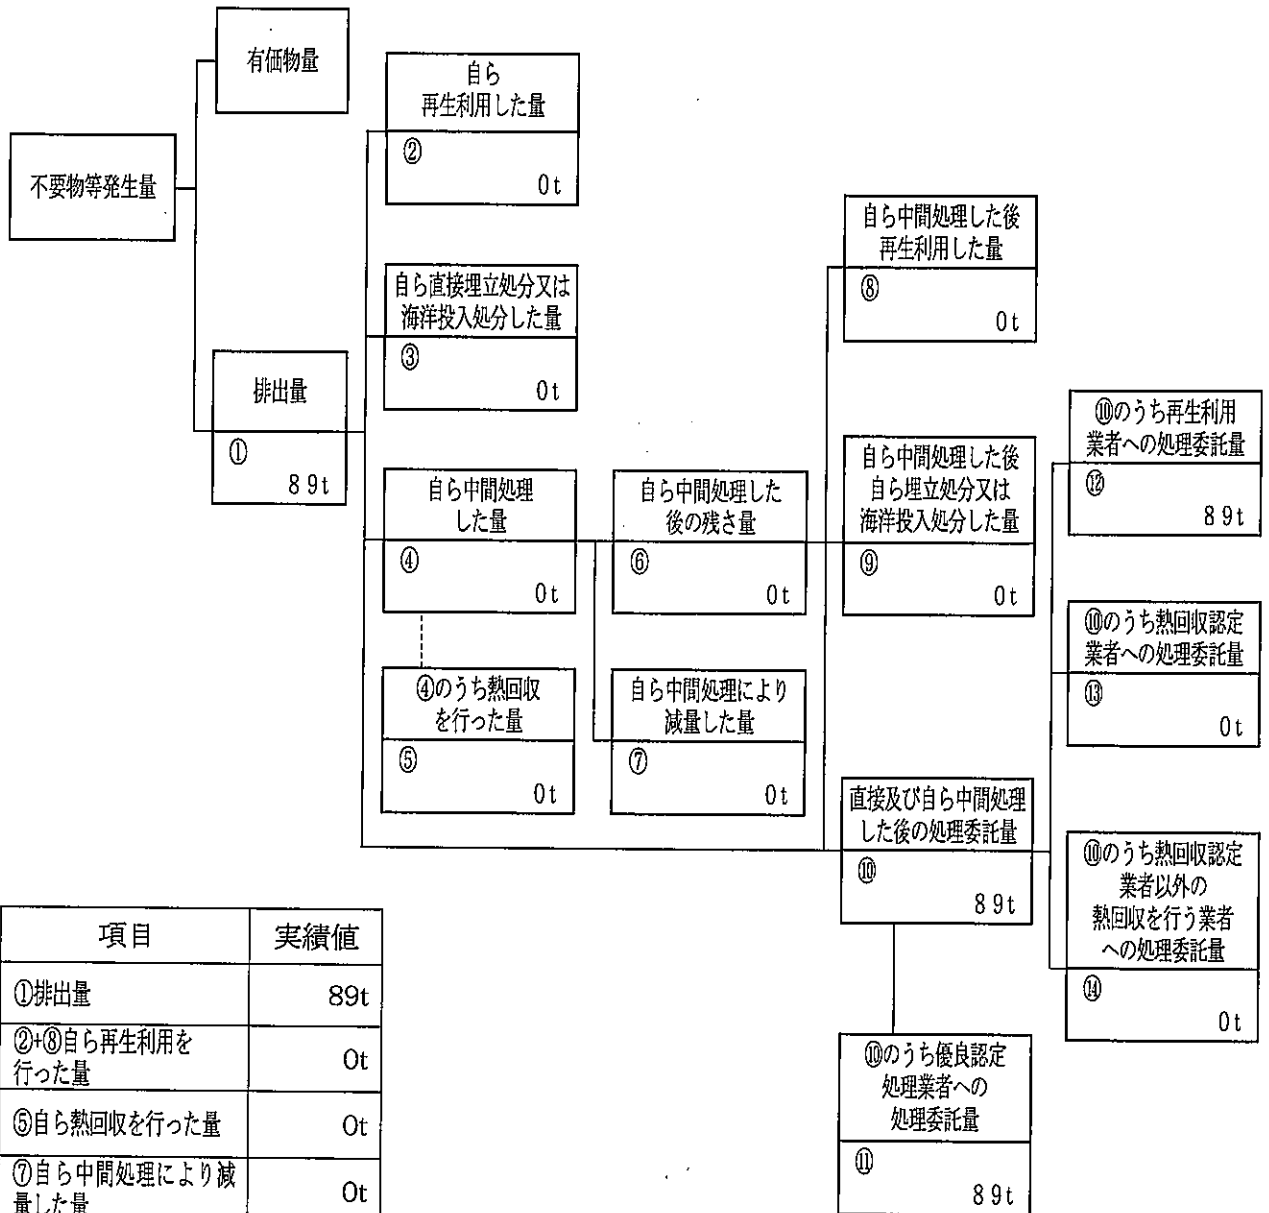 有価物量
不要物等発生量
排出量
①
89t
自ら
再生利用した量
②
0t
自ら直接埋立処分又は
海洋投入処分した量
③
0t
自ら中間処理
した量
④
0t
④のうち熱回収
を行った量
⑤
0t
自ら中間処理した
後の残さ量
⑥
0t
自ら中間処理により
減量した量
⑦
0t
自ら中間処理した後
再生利用した量
⑧
0t
自ら中間処理した後
自ら埋立処分又は
海洋投入処分した量
⑨
0t
直接及び自ら中間処理
した後の処理委託量
⑩
89t
⑩のうち優良認定
処理業者への
処理委託量
⑪
89t
⑩のうち再生利用
業者への処理委託量
⑫
89t
⑩のうち熱回収認定
業者への処理委託量
⑬
0t
⑩のうち熱回収認定
業者以外の
熱回収を行う業者
への処理委託量
⑭
0t
項目 実績値
①排出量 89t
②+⑧自ら再生利用を
行った量 0t
⑤自ら熱回収を行った量 0t
⑦自ら中間処理により減
量した量 0t